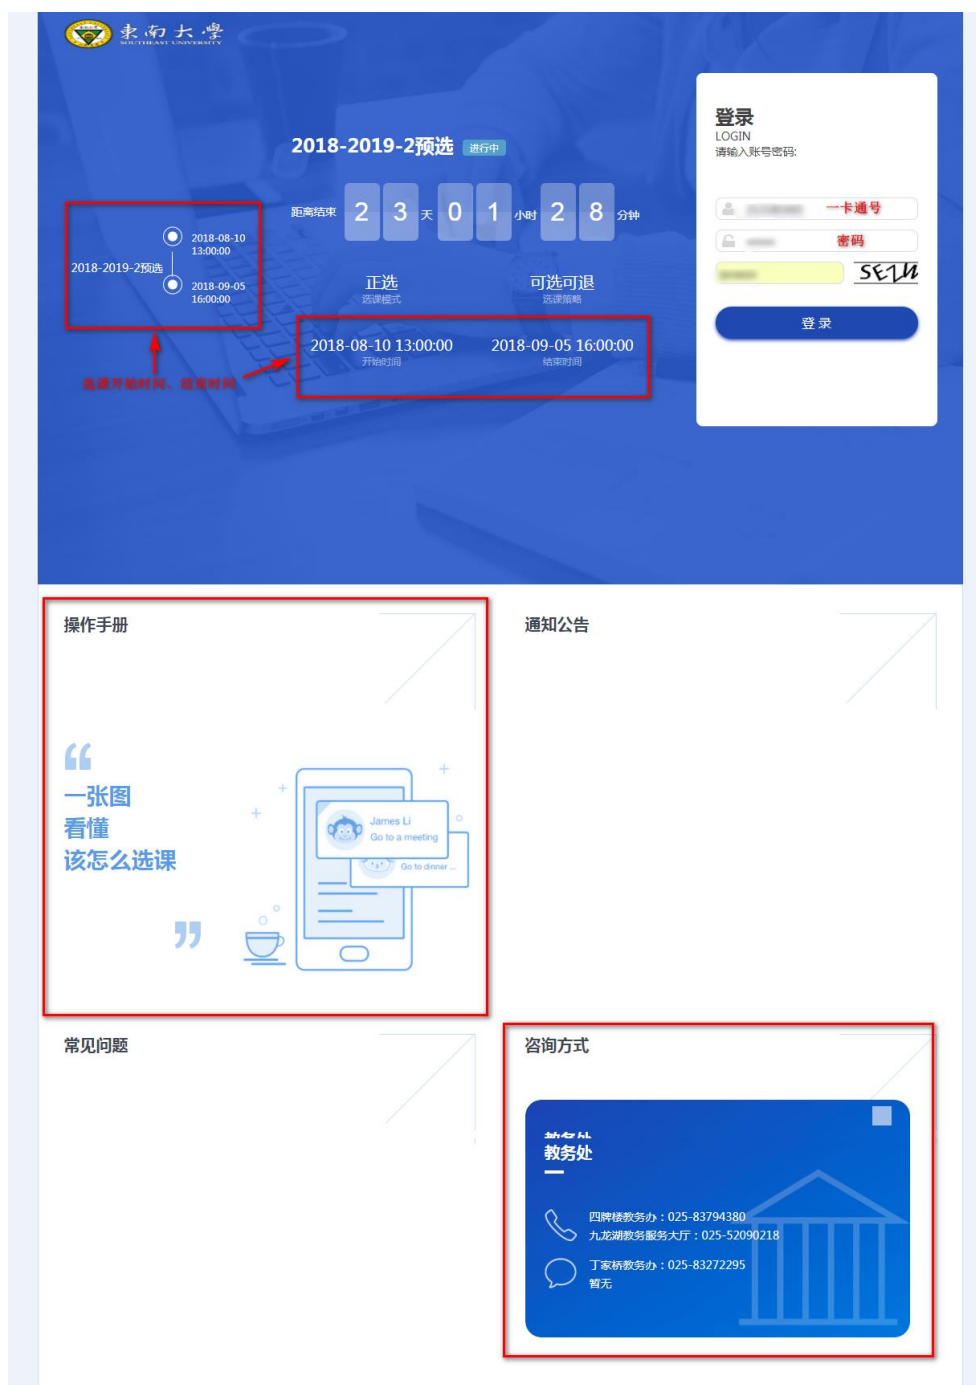 東南大學
SOUTHEAST UNIVERSITY
2018-2019-2预选 进行中
距离结束 2 3 天 0 1 小时 2 8 分钟
2018-2019-2预选
2018-08-10
13:00:00
2018-09-05
16:00:00
正选
选课模式
可选可退
选课策略
2018-08-10 13:00:00
开始时间
2018-09-05 16:00:00
结束时间
选课开始时间、结束时间
登录
LOGIN
请输入账号密码:
一卡通号
密码
登 录
操作手册
“
一张图
看懂
该怎么选课
”
James Li
Go to a meeting
Go to dinner ...
通知公告
常见问题
咨询方式
教务处
教务处
四牌楼教务办：025-83794380
九龙湖教务服务大厅：025-52090218
丁家桥教务办：025-83272295
暂无